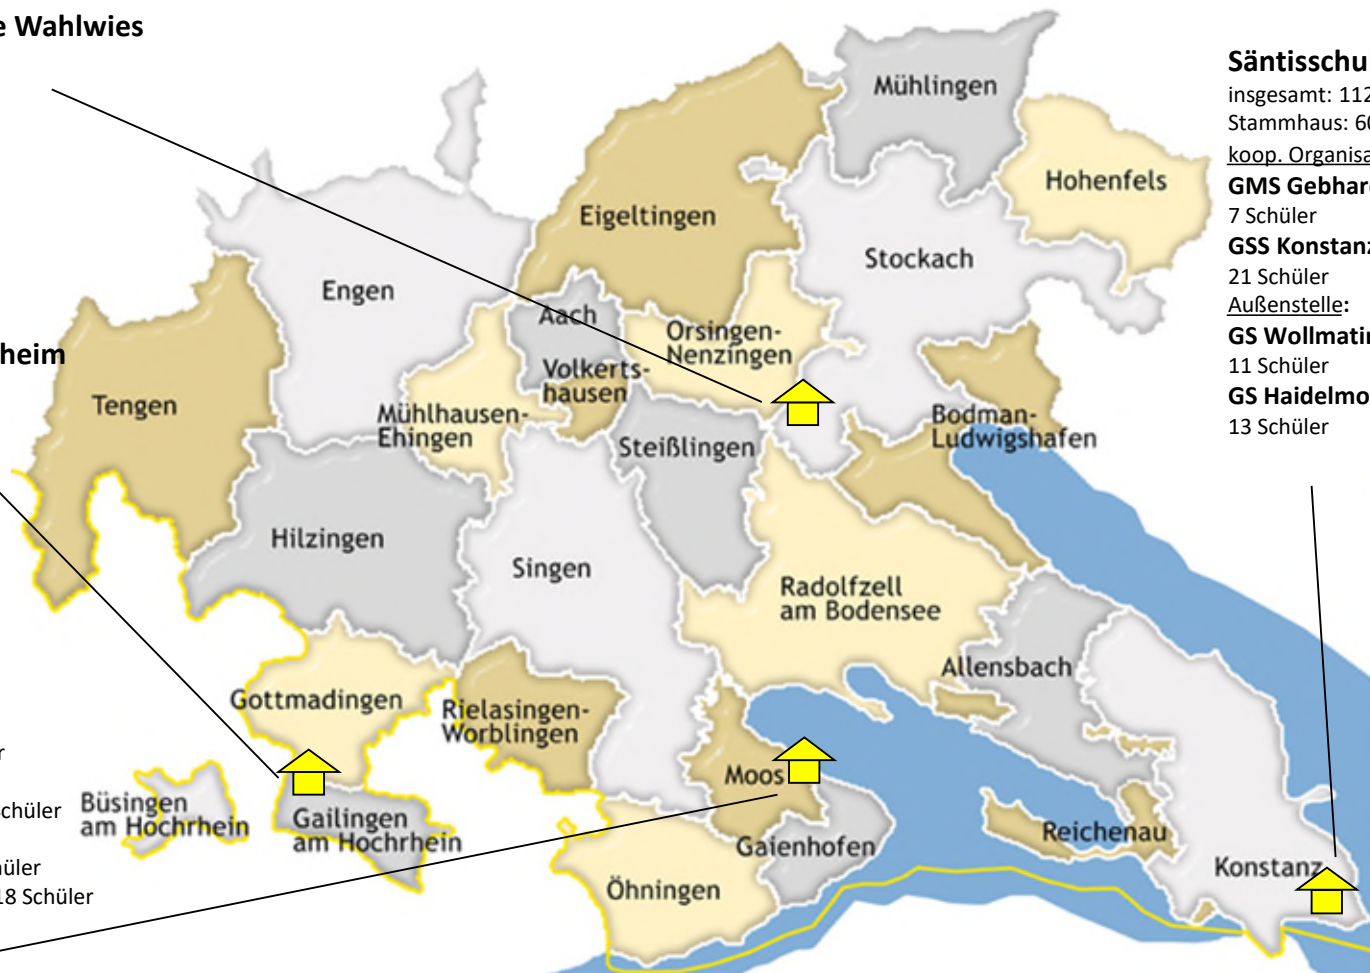 e Wahlwies
Säntisschu
insgesamt: 112
Stammhaus: 60
koop. Organisa
GMS Gebhar
7 Schüler
GSS Konstanz
21 Schüler
Außenstelle:
GS Wollmatin
11 Schüler
GS Haidelmo
13 Schüler
heim
chüler
hüler
18 Schüler
Mühlingen
Hohenfels
Eigeltingen
Stockach
Engen
Aach
Orsingen-
Nenzingen
Volkerts-
hausen
Tengen
Mühlhausen-
Ehingen
Bodman-
Ludwigshafen
Steißlingen
Hilzingen
Singen
Radolfzell
am Bodensee
Allensbach
Gottmadingen
Rielasingen-
Worblingen
Moos
Büsingen
am Hochrhein
Gailingen
am Hochrhein
Gaienhofen
Reichenau
Konstanz
Öhningen